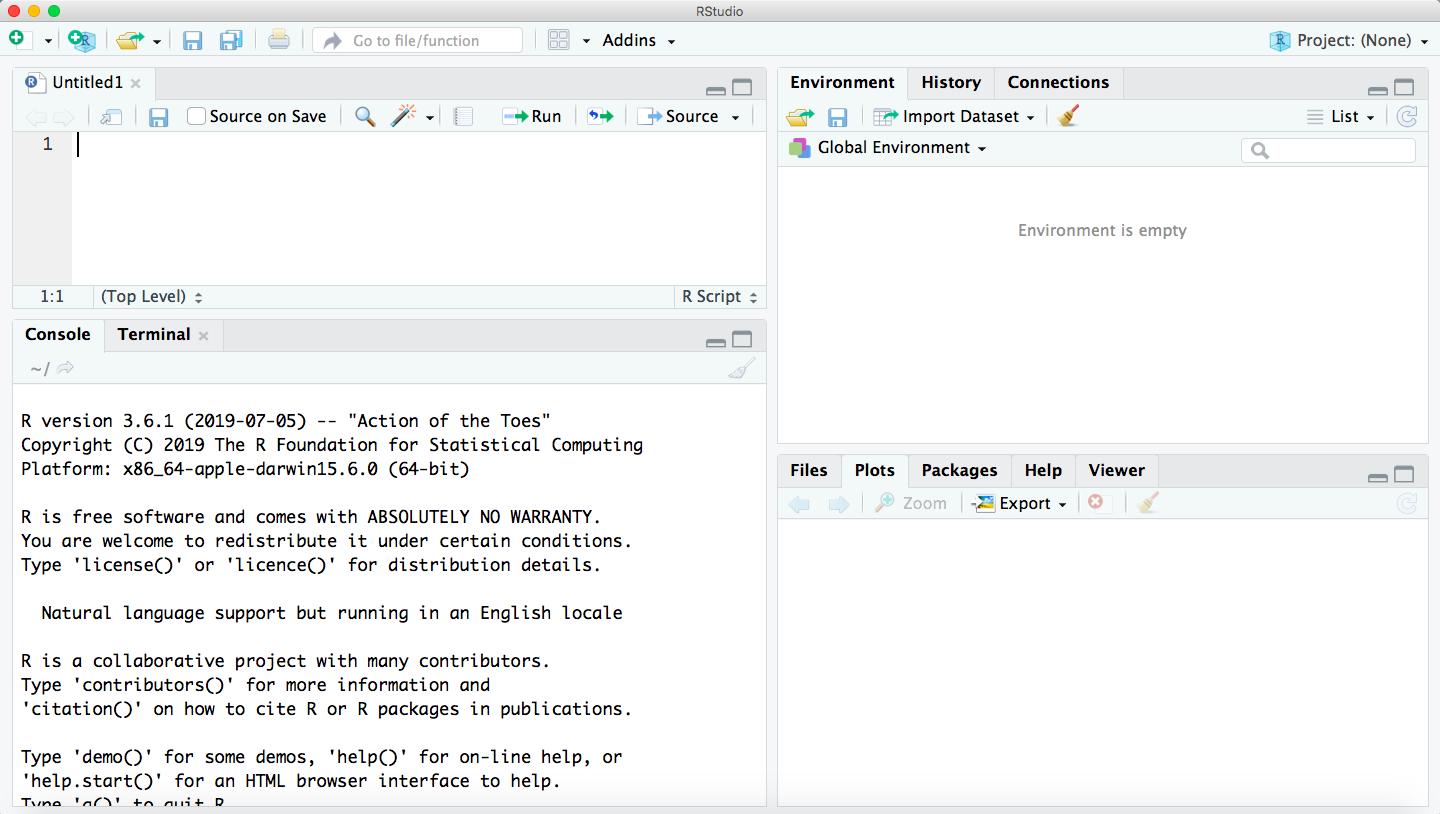 RStudio
Go to file/function
Addins
Project: (None)
Untitled1
Source on Save
Run
Source
1
1:1
(Top Level)
R Script
Console
Terminal
~/
R version 3.6.1 (2019-07-05) -- "Action of the Toes"
Copyright (C) 2019 The R Foundation for Statistical Computing
Platform: x86_64-apple-darwin15.6.0 (64-bit)
R is free software and comes with ABSOLUTELY NO WARRANTY.
You are welcome to redistribute it under certain conditions.
Type 'license()' or 'licence()' for distribution details.
Natural language support but running in an English locale
R is a collaborative project with many contributors.
Type 'contributors()' for more information and
'citation()' on how to cite R or R packages in publications.
Type 'demo()' for some demos, 'help()' for on-line help, or
'help.start()' for an HTML browser interface to help.
Type 'q()' to quit R
Environment
History
Connections
Import Dataset
List
Global Environment
Environment is empty
Files
Plots
Packages
Help
Viewer
Zoom
Export